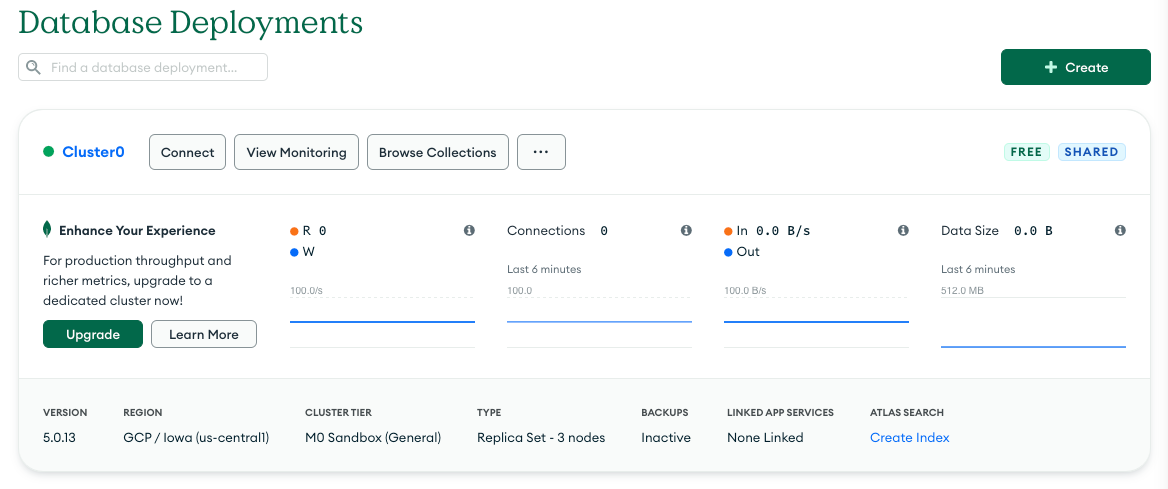 Database Deployments
Find a database deployment...
+ Create
Cluster0 Connect View Monitoring Browse Collections ... FREE SHARED
Enhance Your Experience
For production throughput and
richer metrics, upgrade to a
dedicated cluster now!
Upgrade Learn More
R 0
W
100.0/s
Connections 0
Last 6 minutes
100.0
In 0.0 B/s
Out
100.0 B/s
Data Size 0.0 B
Last 6 minutes
512.0 MB
VERSION REGION CLUSTER TIER TYPE BACKUPS LINKED APP SERVICES ATLAS SEARCH
5.0.13 GCP / Iowa (us-central1) M0 Sandbox (General) Replica Set - 3 nodes Inactive None Linked Create Index